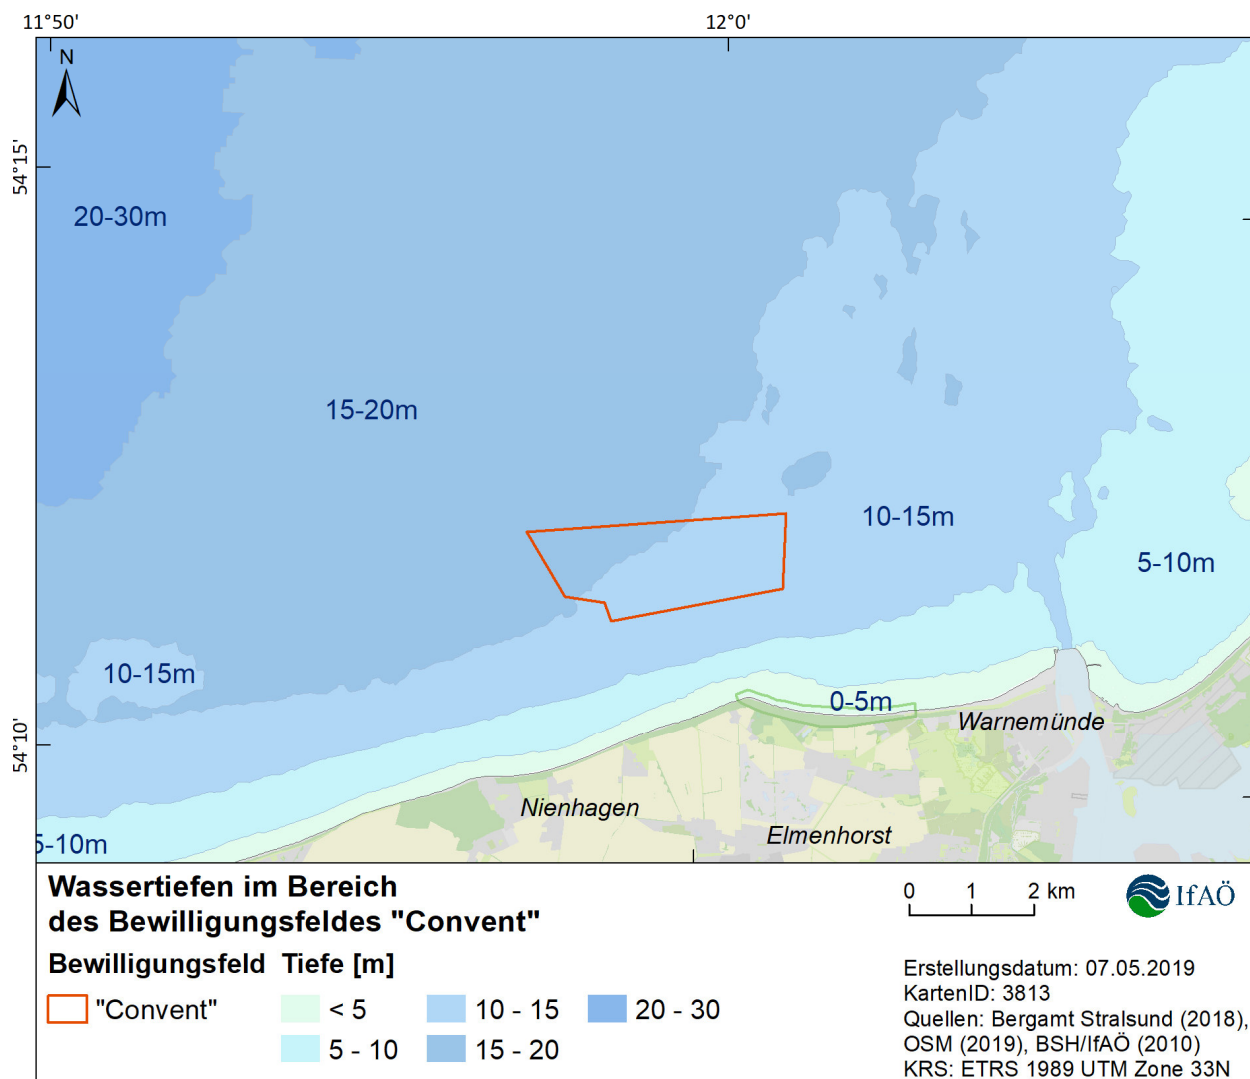 11°50'
12°0'
N
54°15'
20-30m
15-20m
10-15m
5-10m
10-15m
0-5m
Warnemünde
54°10'
Nienhagen
Elmenhorst
5-10m
Wassertiefen im Bereich
des Bewilligungsfeldes "Convent"
0 1 2 km
IfAÖ
Bewilligungsfeld Tiefe [m]
"Convent"
< 5
10 - 15
20 - 30
5 - 10
15 - 20
Erstellungsdatum: 07.05.2019
KartenID: 3813
Quellen: Bergamt Stralsund (2018),
OSM (2019), BSH/IfAÖ (2010)
KRS: ETRS 1989 UTM Zone 33N